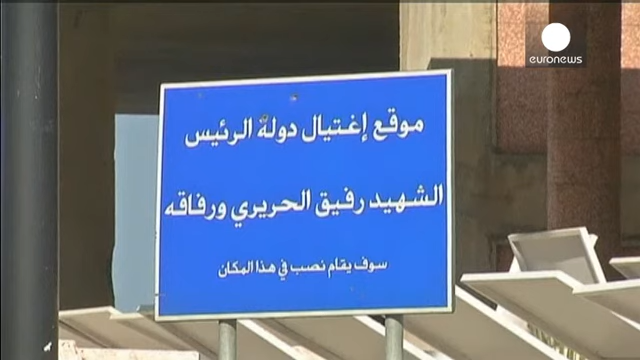 euronews
موقع إغتيال دولة الرئيس
الشهيد رفيق الحريري ورفاقه
سوف يقام نصب في هذا المكان